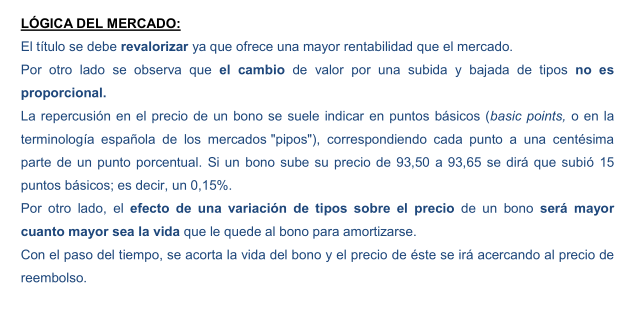 LÓGICA DEL MERCADO:
El título se debe revalorizar ya que ofrece una mayor rentabilidad que el mercado.
Por otro lado se observa que el cambio de valor por una subida y bajada de tipos no es
proporcional.
La repercusión en el precio de un bono se suele indicar en puntos básicos (basic points, o en la
terminología española de los mercados "pipos"), correspondiendo cada punto a una centésima
parte de un punto porcentual. Si un bono sube su precio de 93,50 a 93,65 se dirá que subió 15
puntos básicos; es decir, un 0,15%.
Por otro lado, el efecto de una variación de tipos sobre el precio de un bono será mayor
cuanto mayor sea la vida que le quede al bono para amortizarse.
Con el paso del tiempo, se acorta la vida del bono y el precio de éste se irá acercando al precio de
reembolso.